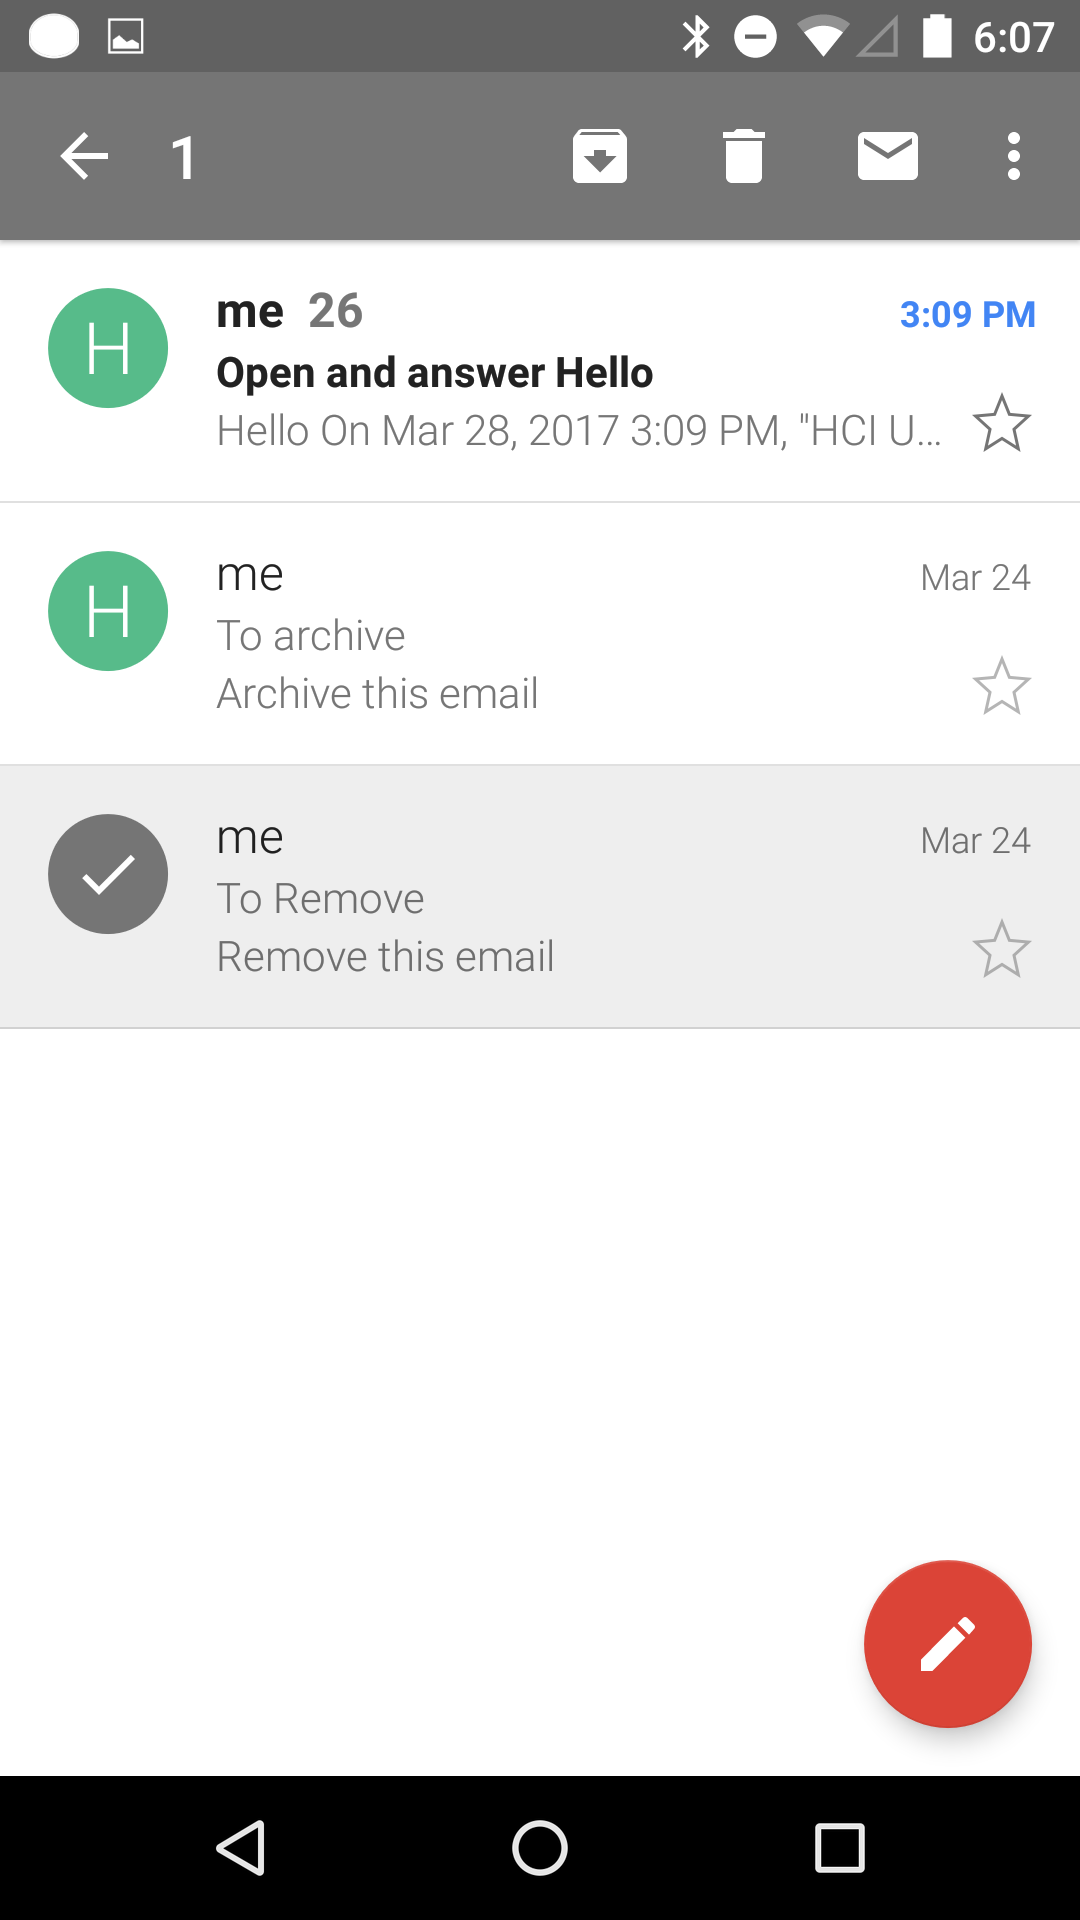 6:07
1
H
me 26
3:09 PM
Open and answer Hello
Hello On Mar 28, 2017 3:09 PM, "HCI U...
H
me
Mar 24
To archive
Archive this email
me
Mar 24
To Remove
Remove this email